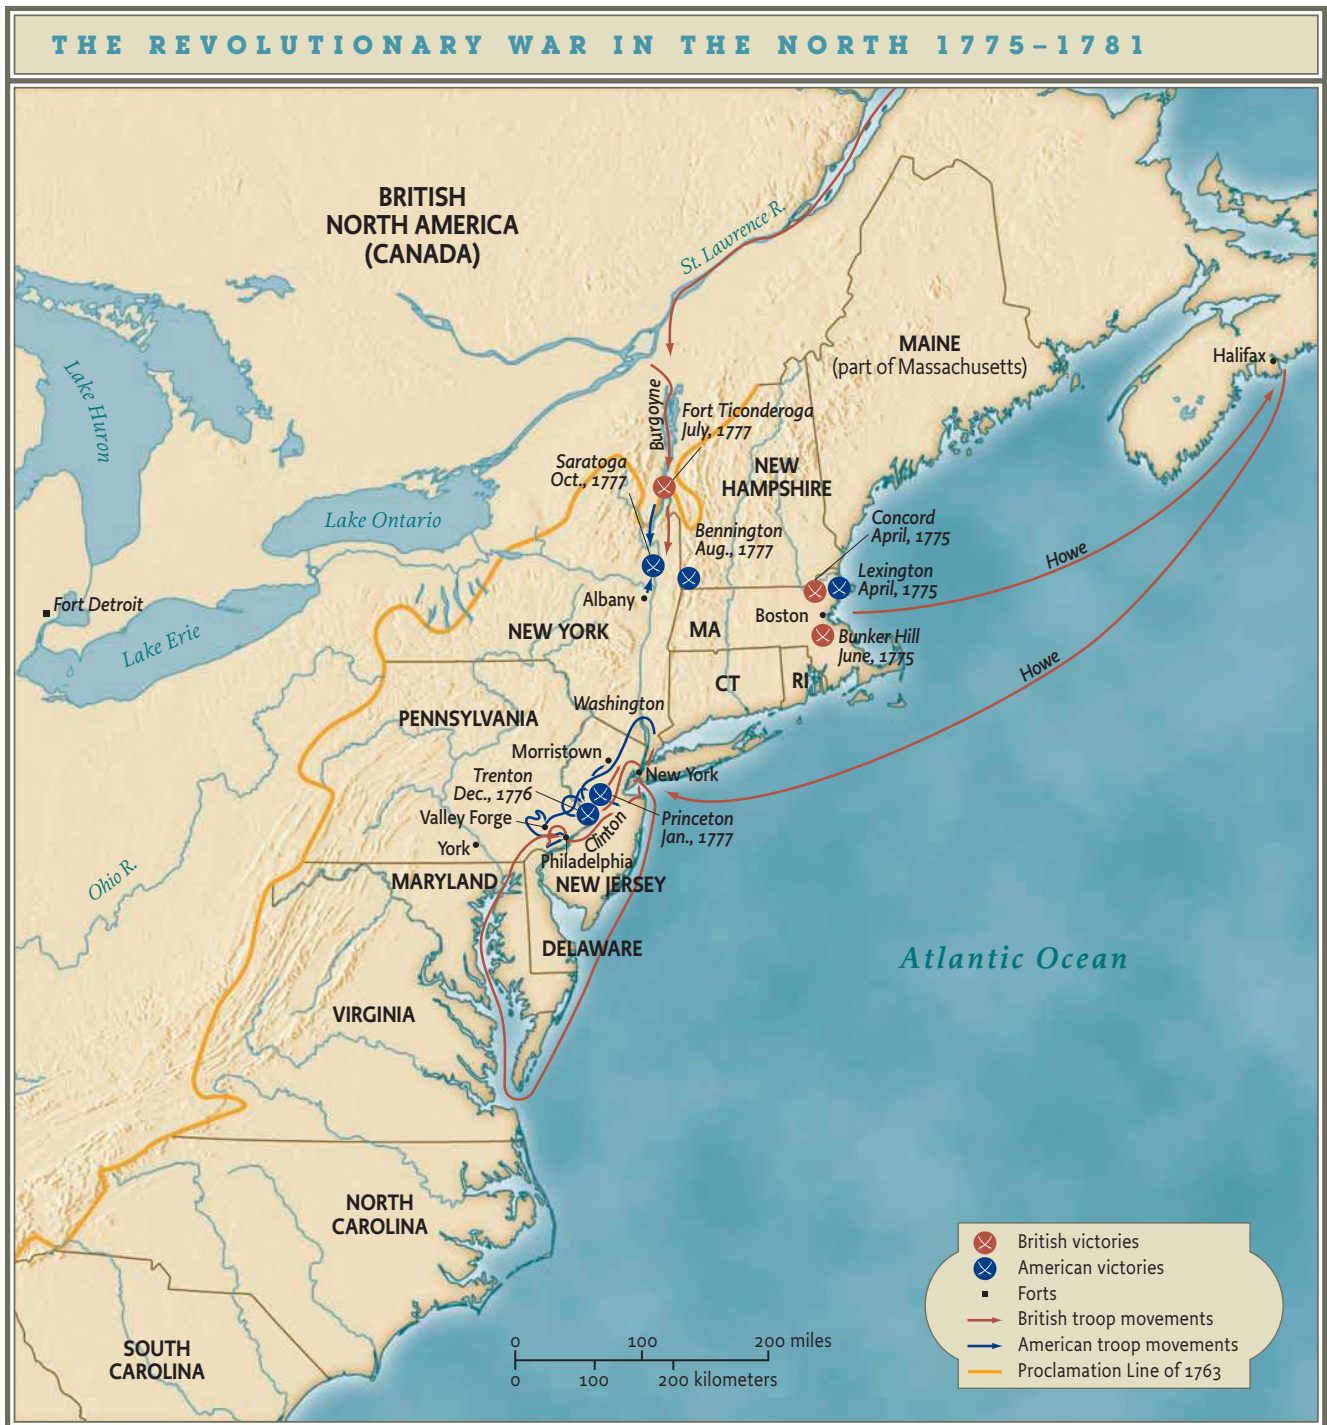 THE REVOLUTIONARY WAR IN THE NORTH 1775–1781
BRITISH
NORTH AMERICA
(CANADA)
St. Lawrence R.
Lake Huron
MAINE
(part of Massachusetts)
Halifax
Burgoyne
Fort Ticonderoga
July, 1777
Saratoga
Oct., 1777
NEW
HAMPSHIRE
Lake Ontario
Bennington
Aug., 1777
Concord
April, 1775
Howe
Lexington
April, 1775
Fort Detroit
Albany
Boston
Lake Erie
NEW YORK
MA
Bunker Hill
June, 1775
Howe
CT
RI
Washington
PENNSYLVANIA
Morristown
New York
Trenton
Dec., 1776
Valley Forge
Princeton
Jan., 1777
Clinton
York
Philadelphia
Ohio R.
MARYLAND
NEW JERSEY
DELAWARE
Atlantic Ocean
VIRGINIA
NORTH
CAROLINA
SOUTH
CAROLINA
0 100 200 miles
0 100 200 kilometers
British victories
American victories
Forts
British troop movements
American troop movements
Proclamation Line of 1763